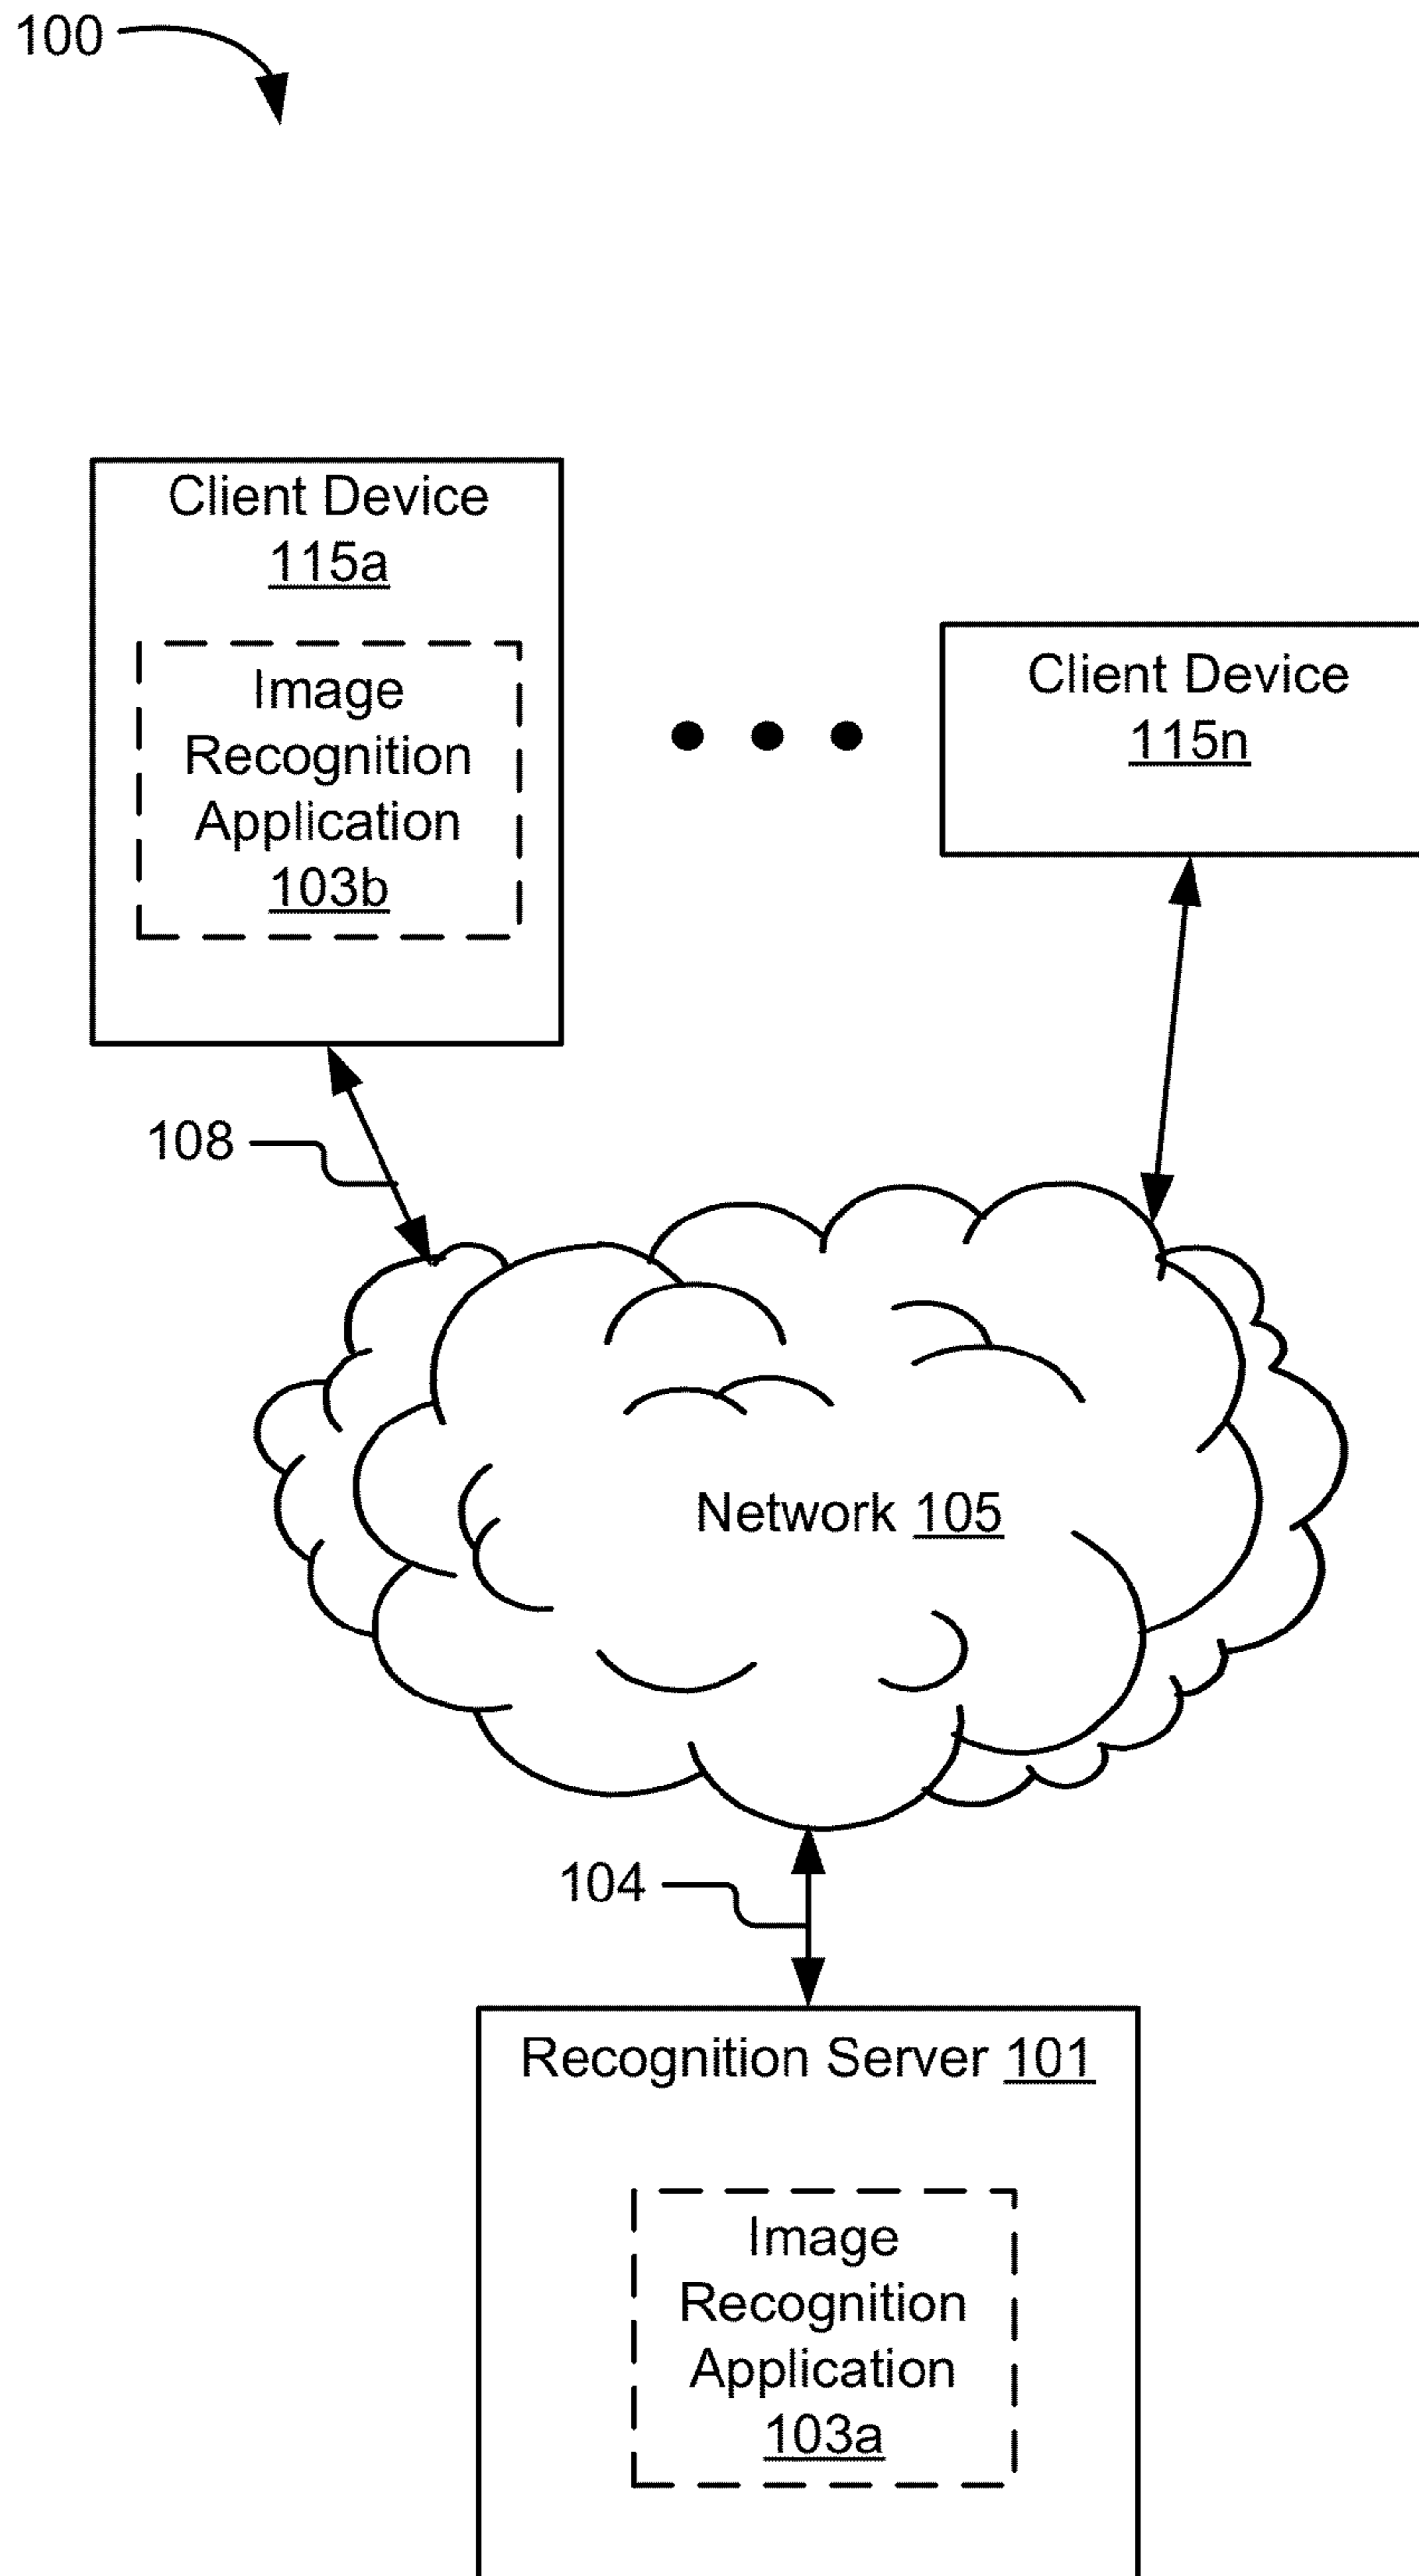 100
Client Device
115a
Image
Recognition
Application
103b
Client Device
115n
108
Network 105
104
Recognition Server 101
Image
Recognition
Application
103a